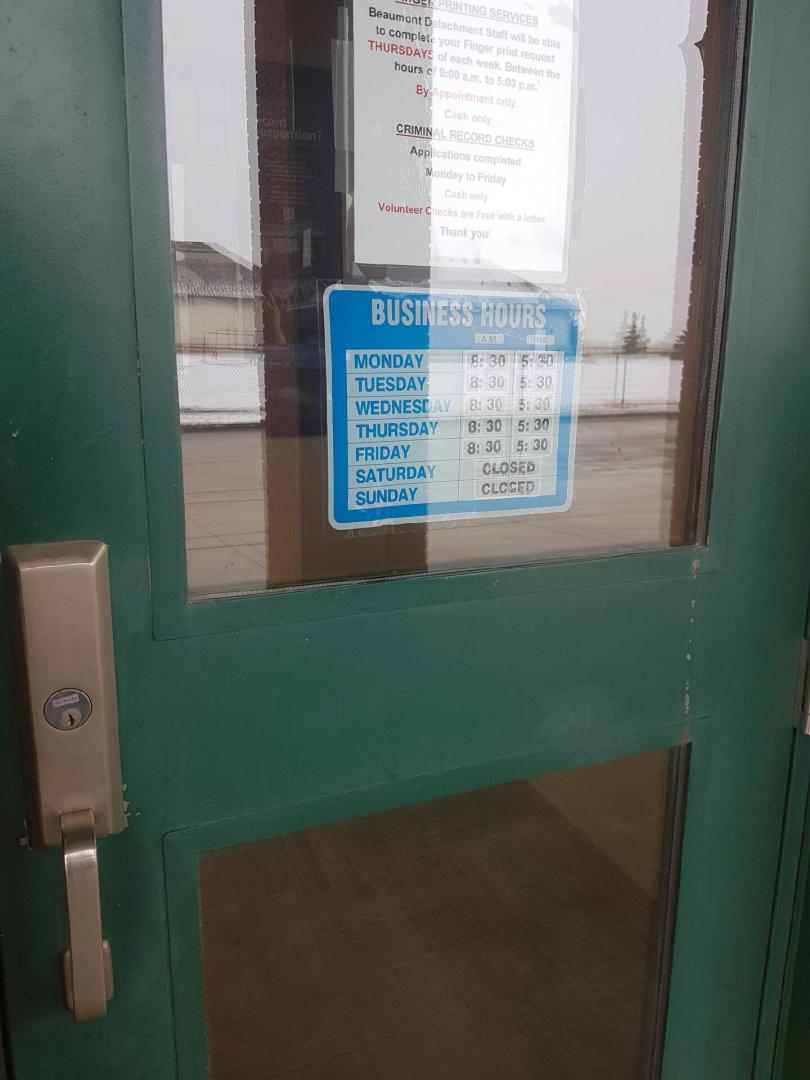 FINGER PRINTING SERVICES
Beaumont Detachment Staff will be able
to complete your Finger print request
THURSDAYS of each week. Between the
hours of 9:00 a.m. to 5:00 p.m.
By Appointment only
Cash only
CRIMINAL RECORD CHECKS
Applications completed
Monday to Friday
Cash only
Volunteer Checks are Free with a letter.
Thank you!
BUSINESS HOURS
A.M. P.M.
MONDAY 8:30 5:30
TUESDAY 8:30 5:30
WEDNESDAY 8:30 5:30
THURSDAY 8:30 5:30
FRIDAY 8:30 5:30
SATURDAY CLOSED
SUNDAY CLOSED